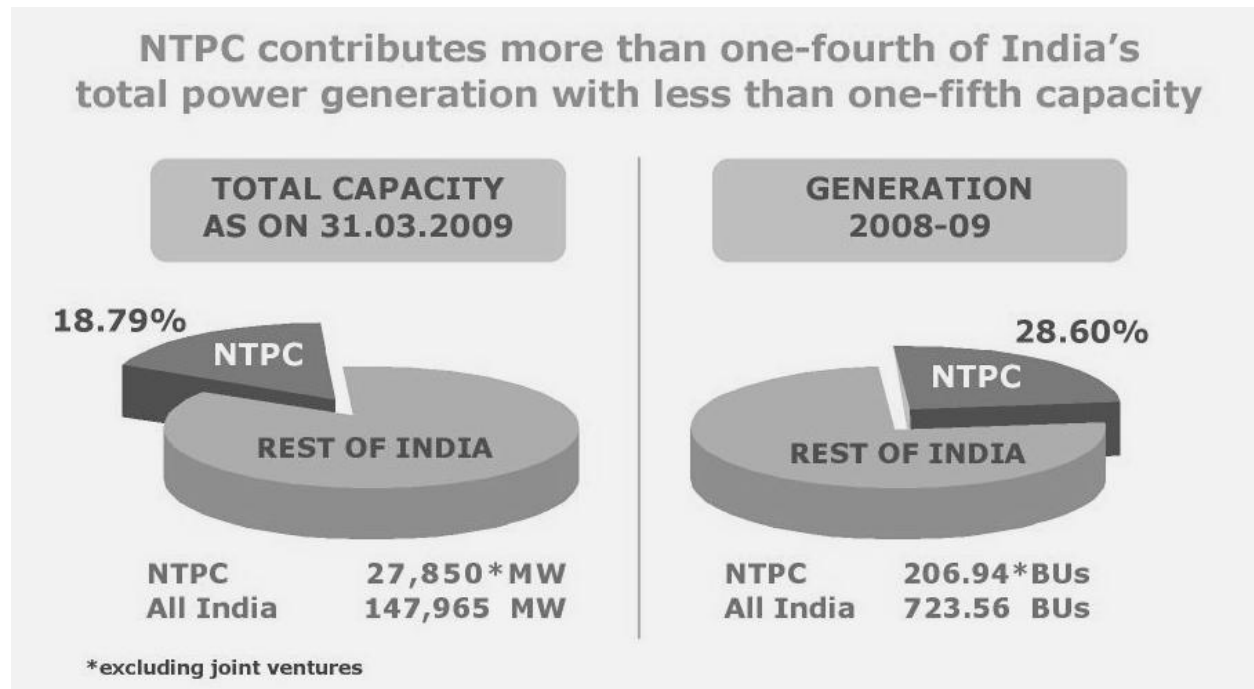 NTPC contributes more than one-fourth of India's
total power generation with less than one-fifth capacity
TOTAL CAPACITY
AS ON 31.03.2009
18.79%
NTPC
REST OF INDIA
NTPC 27,850*MW
All India 147,965 MW
GENERATION
2008-09
28.60%
NTPC
REST OF INDIA
NTPC 206.94*BUs
All India 723.56 BUs
*excluding joint ventures